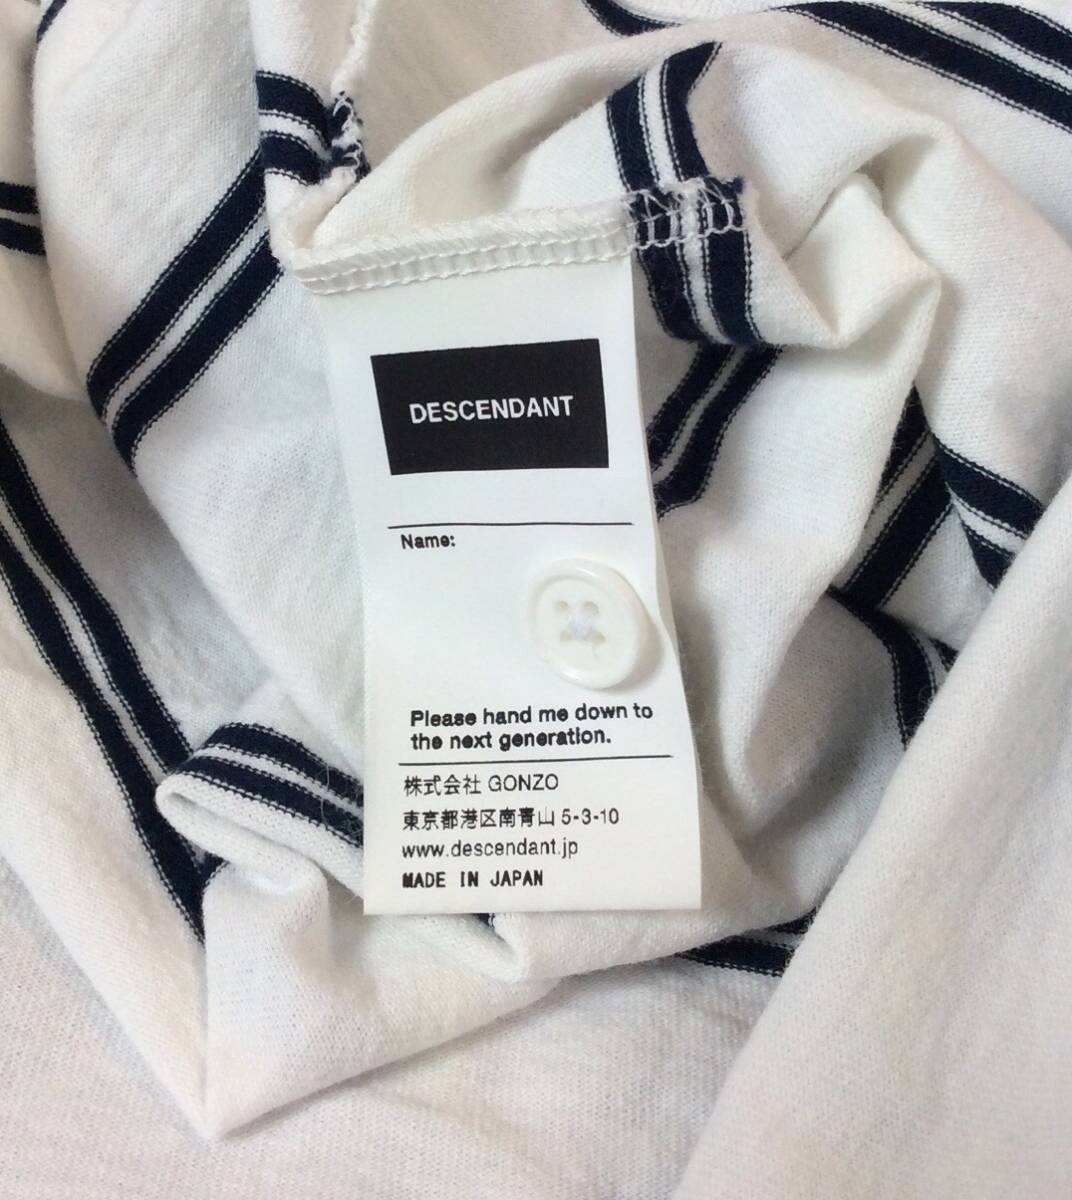 DESCENDANT
Name:
Please hand me down to
the next generation.
株式会社 GONZO
東京都港区南青山 5-3-10
www.descendant.jp
MADE IN JAPAN